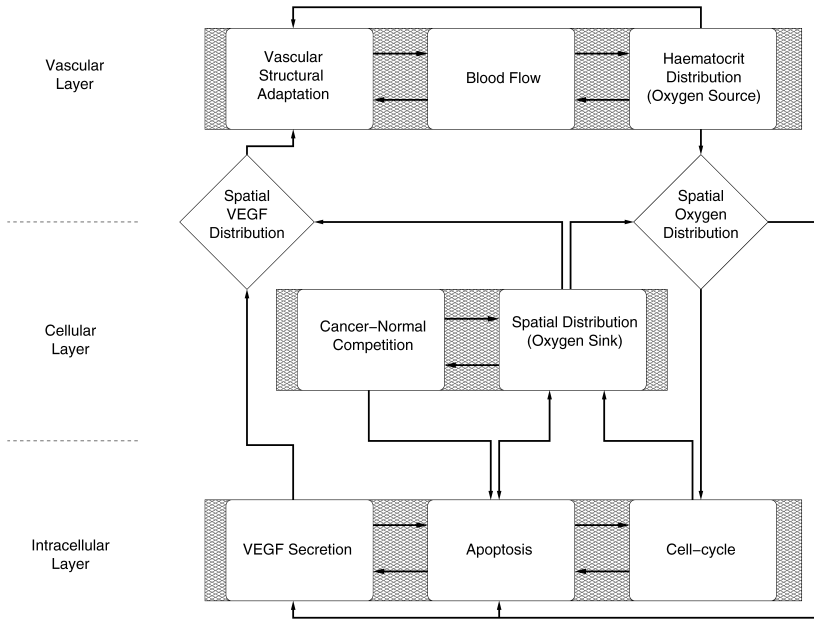 Vascular
Layer
Vascular
Structural
Adaptation
Blood Flow
Haematocrit
Distribution
(Oxygen Source)
Spatial
VEGF
Distribution
Spatial
Oxygen
Distribution
Cellular
Layer
Cancer−Normal
Competition
Spatial Distribution
(Oxygen Sink)
Intracellular
Layer
VEGF Secretion
Apoptosis
Cell−cycle